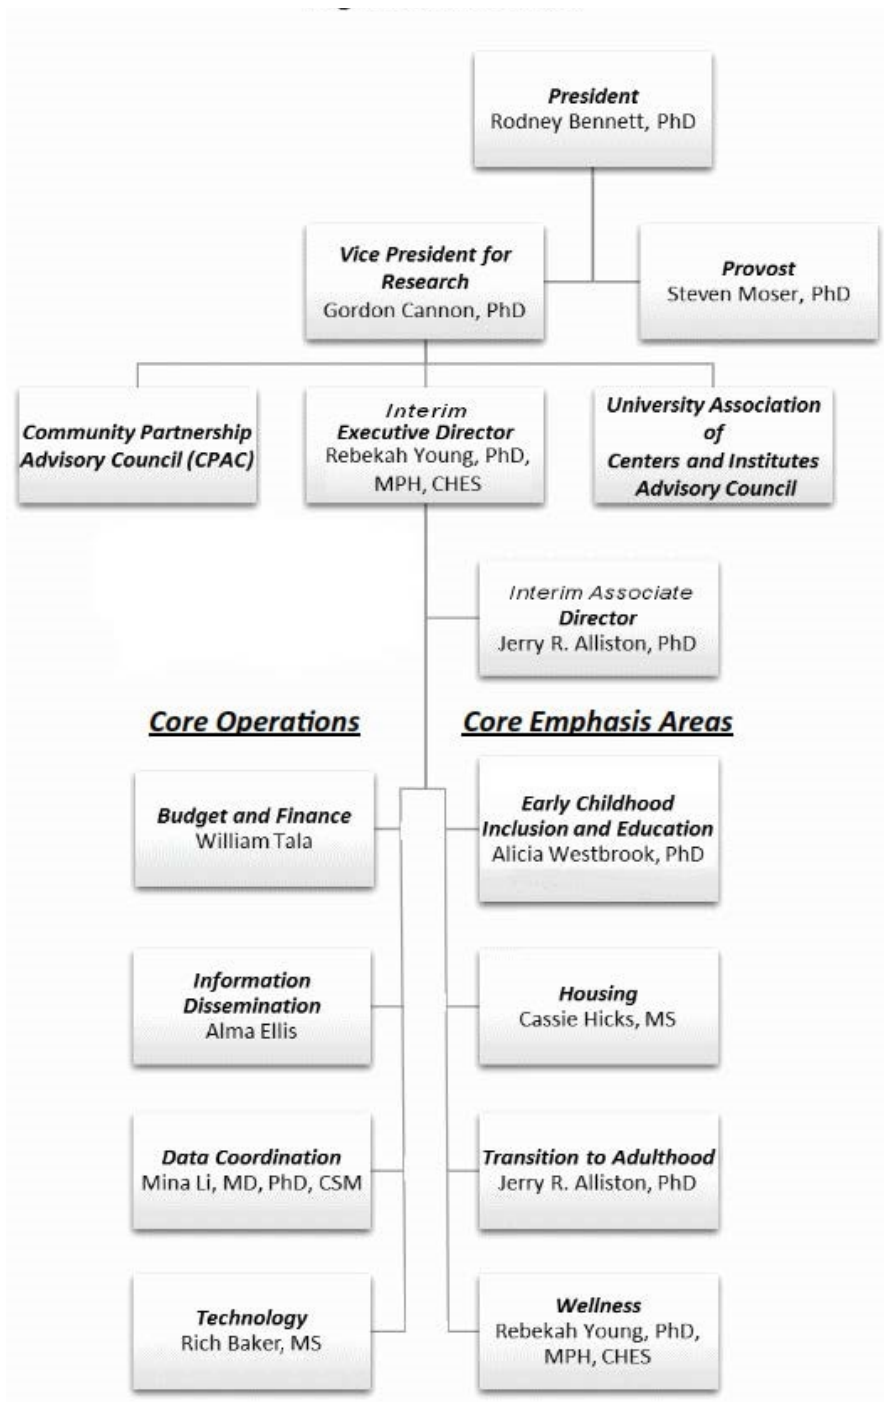 President
Rodney Bennett, PhD
Vice President for
Research
Gordon Cannon, PhD
Provost
Steven Moser, PhD
Community Partnership
Advisory Council (CPAC)
Interim
Executive Director
Rebekah Young, PhD,
MPH, CHES
University Association
of
Centers and Institutes
Advisory Council
Interim Associate
Director
Jerry R. Alliston, PhD
Core Operations
Budget and Finance
William Tala
Information
Dissemination
Alma Ellis
Data Coordination
Mina Li, MD, PhD, CSM
Technology
Rich Baker, MS
Core Emphasis Areas
Early Childhood
Inclusion and Education
Alicia Westbrook, PhD
Housing
Cassie Hicks, MS
Transition to Adulthood
Jerry R. Alliston, PhD
Wellness
Rebekah Young, PhD,
MPH, CHES